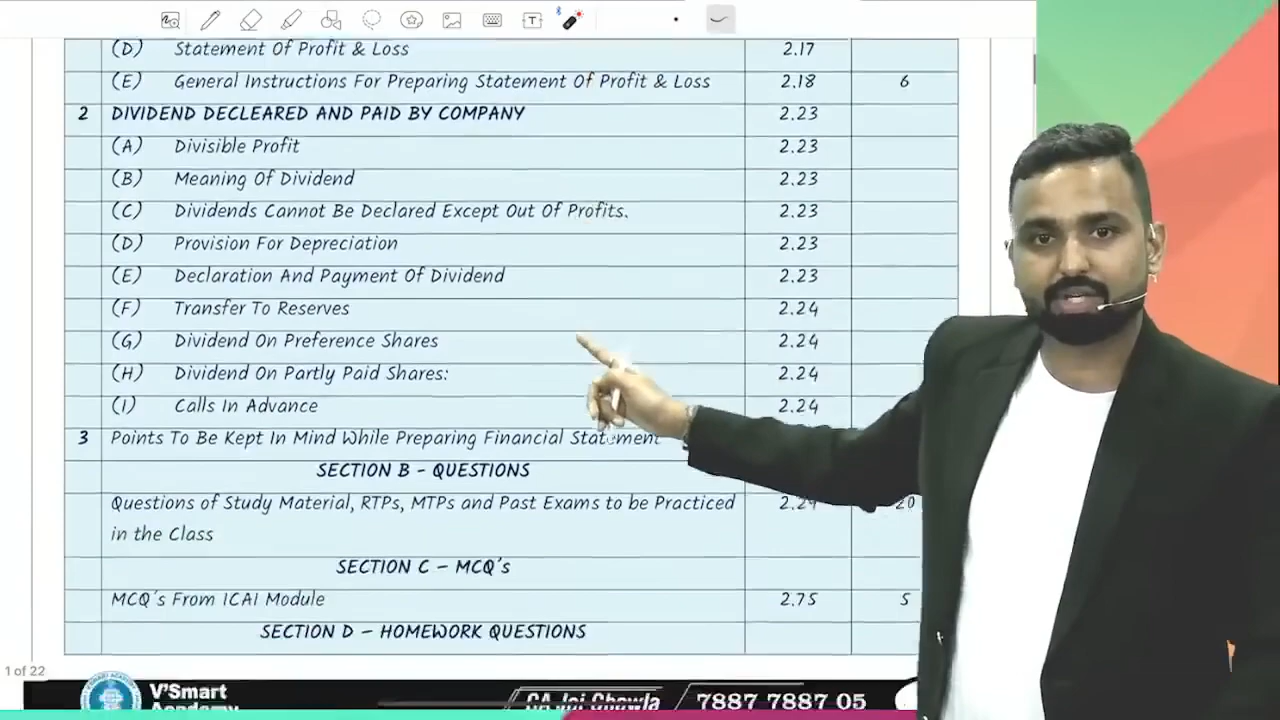 T
(D) Statement Of Profit & Loss 2.17
(E) General Instructions For Preparing Statement Of Profit & Loss 2.18 6
2 DIVIDEND DECLEARED AND PAID BY COMPANY 2.23
(A) Divisible Profit 2.23
(B) Meaning Of Dividend 2.23
(C) Dividends Cannot Be Declared Except Out Of Profits. 2.23
(D) Provision For Depreciation 2.23
(E) Declaration And Payment Of Dividend 2.23
(F) Transfer To Reserves 2.24
(G) Dividend On Preference Shares 2.24
(H) Dividend On Partly Paid Shares: 2.24
(I) Calls In Advance 2.24
3 Points To Be Kept In Mind While Preparing Financial Statement
SECTION B - QUESTIONS
Questions of Study Material, RTPs, MTPs and Past Exams to be Practiced 20
in the Class
SECTION C – MCQ's
MCQ's From ICAI Module 2.75 5
SECTION D – HOMEWORK QUESTIONS
1 of 22
V'Smart
Academy
CA Jai Chawla
7887 7887 05